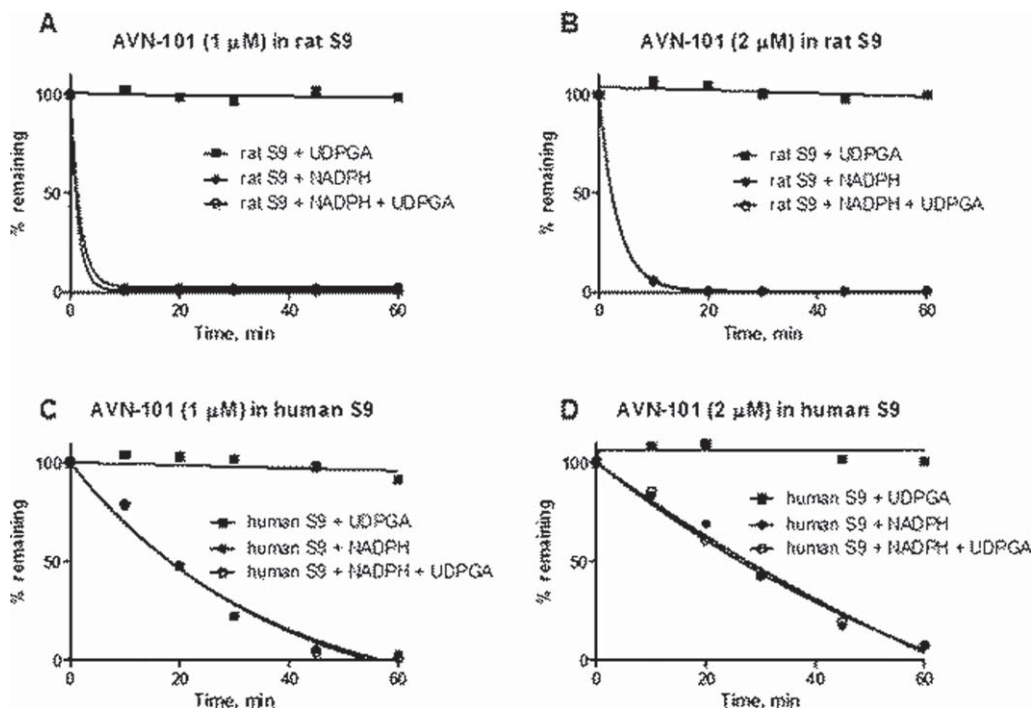 A
AVN-101 (1 μM) in rat S9
% remaining
100
50
0
rat S9 + UDPGA
rat S9 + NADPH
rat S9 + NADPH + UDPGA
0 20 40 60
Time, min
B
AVN-101 (2 μM) in rat S9
% remaining
100
50
0
rat S9 + UDPGA
rat S9 + NADPH
rat S9 + NADPH + UDPGA
0 20 40 60
Time, min
C
AVN-101 (1 μM) in human S9
% remaining
100
50
0
human S9 + UDPGA
human S9 + NADPH
human S9 + NADPH + UDPGA
0 20 40 60
Time, min
D
AVN-101 (2 μM) in human S9
% remaining
100
50
0
human S9 + UDPGA
human S9 + NADPH
human S9 + NADPH + UDPGA
0 20 40 60
Time, min